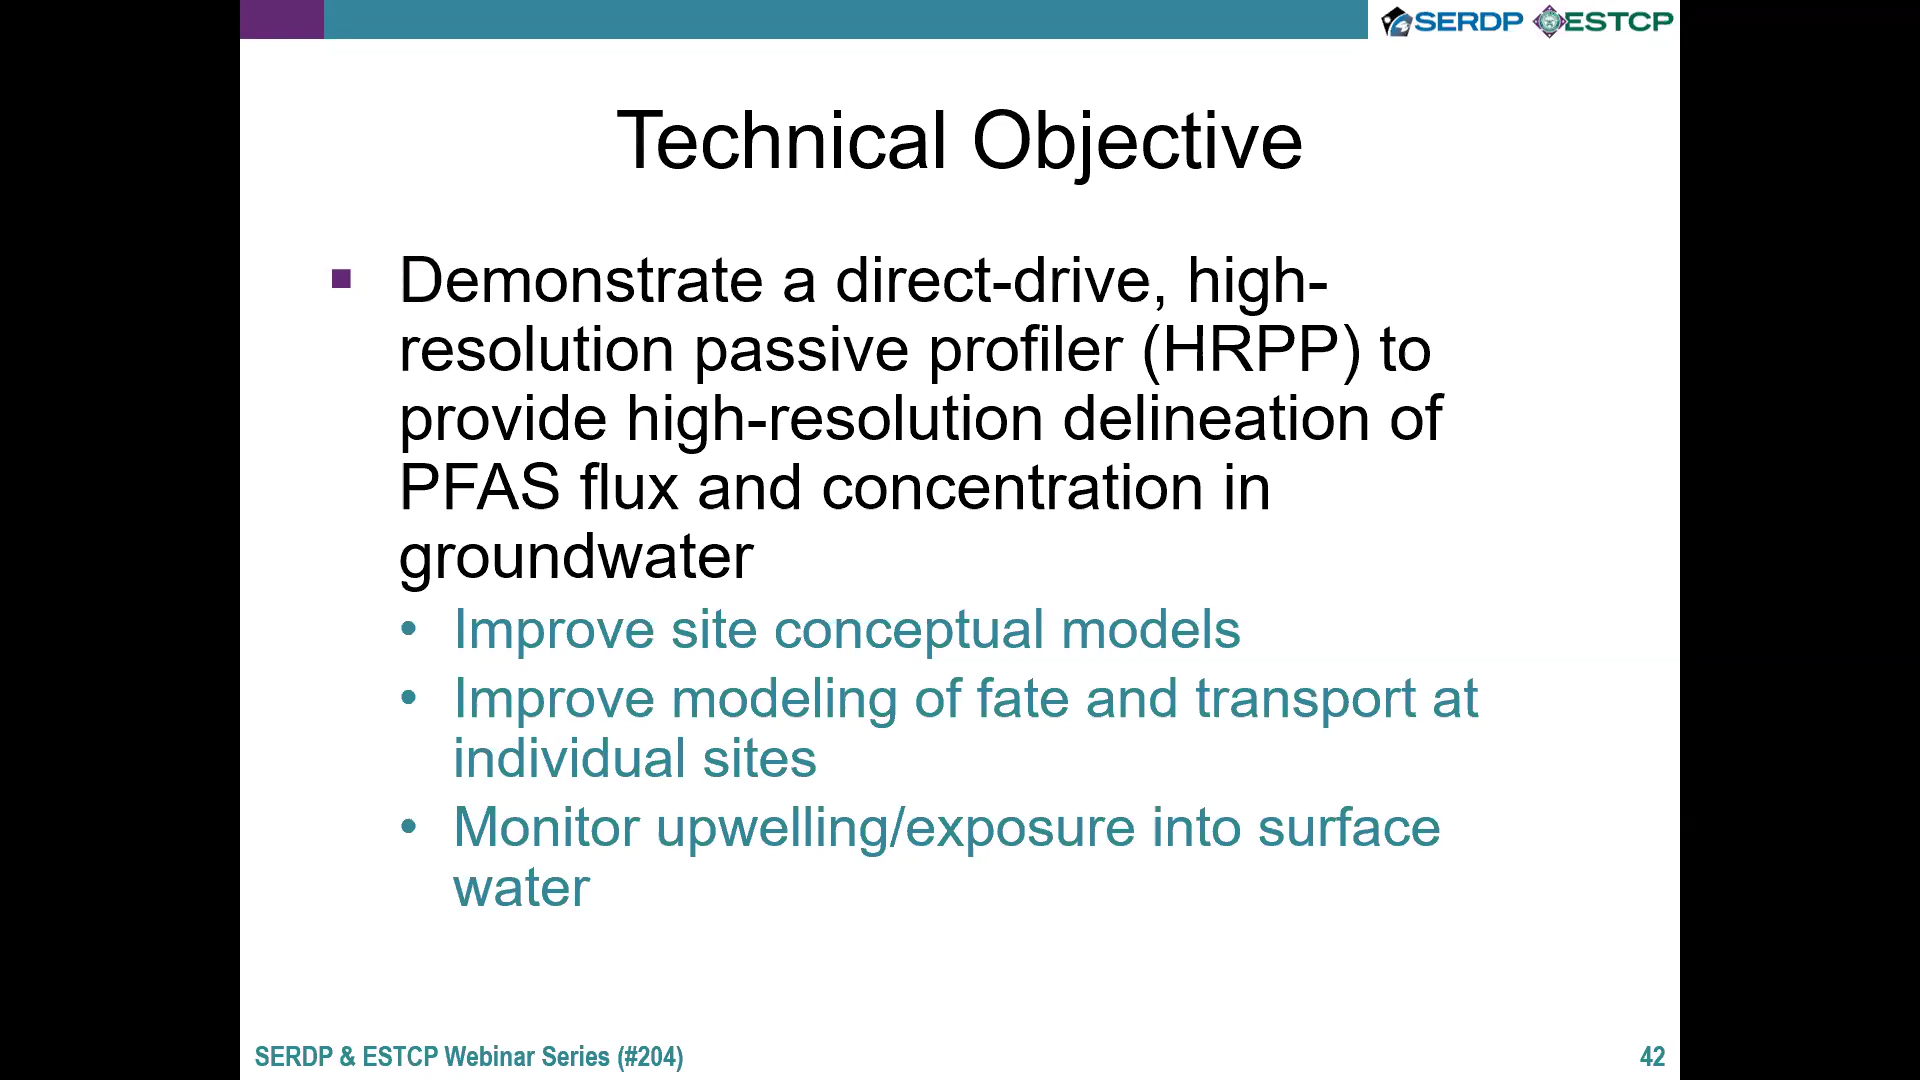 SERDP ESTCP
Technical Objective
▪ Demonstrate a direct-drive, high-
resolution passive profiler (HRPP) to
provide high-resolution delineation of
PFAS flux and concentration in
groundwater
• Improve site conceptual models
• Improve modeling of fate and transport at
individual sites
• Monitor upwelling/exposure into surface
water
SERDP & ESTCP Webinar Series (#204) 42